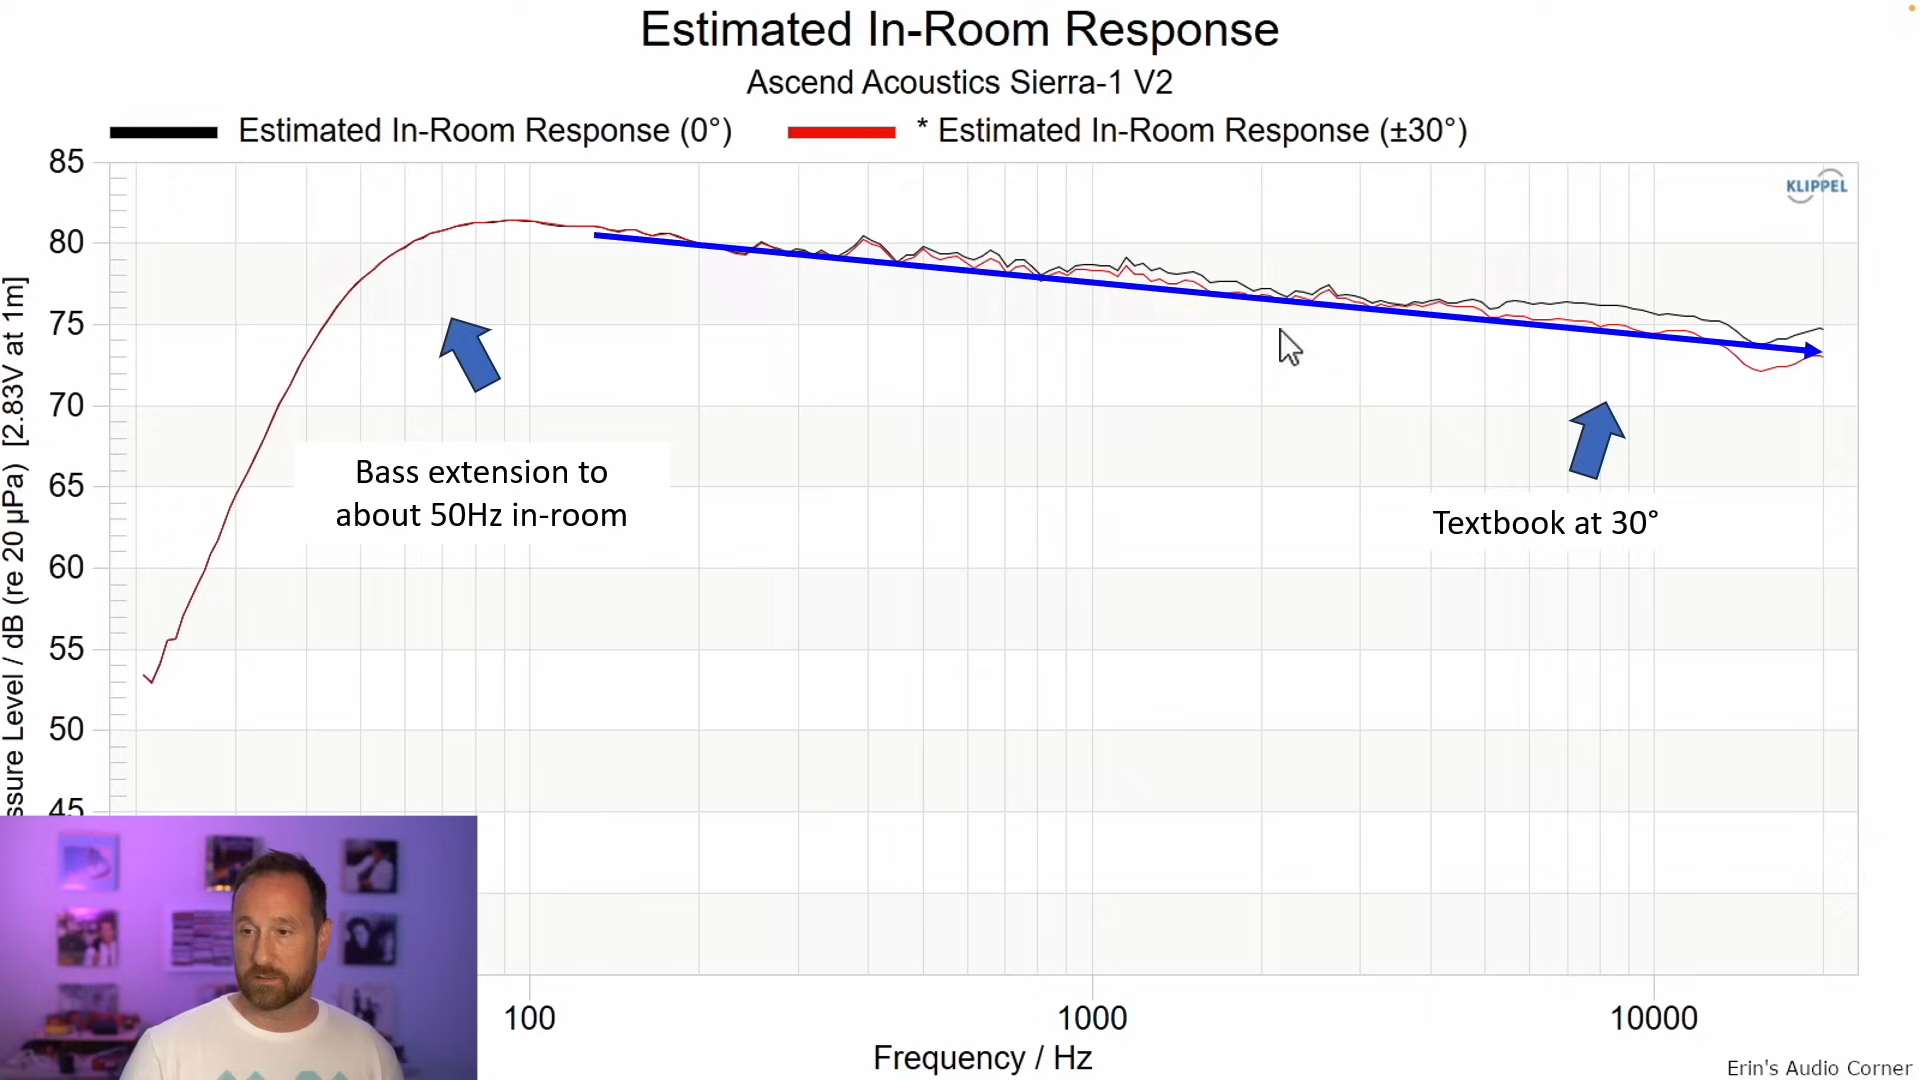 Estimated In-Room Response
Ascend Acoustics Sierra-1 V2
Estimated In-Room Response (0°)
* Estimated In-Room Response (±30°)
KLIPPEL
85
80
75
70
65
60
55
50
45
ssure Level / dB (re 20 µPa) [2.83V at 1m]
Bass extension to
about 50Hz in-room
Textbook at 30°
100
1000
10000
Frequency / Hz
Erin's Audio Corner